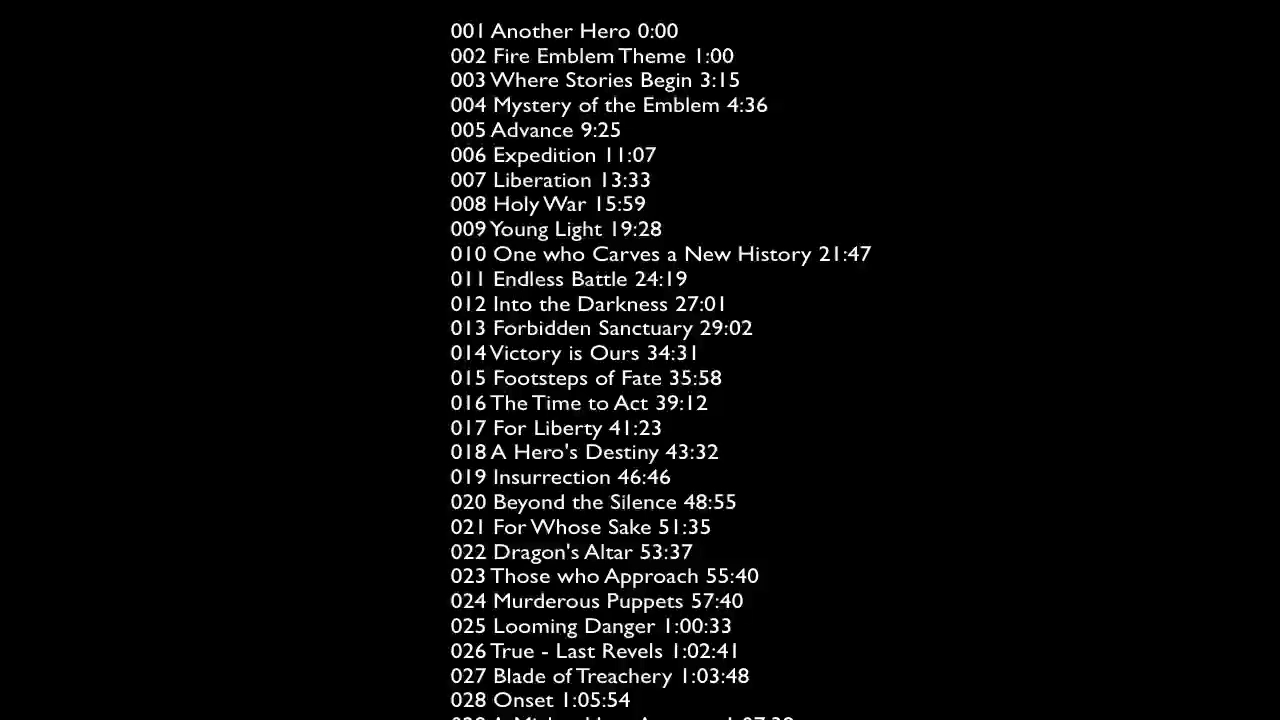 001 Another Hero 0:00
002 Fire Emblem Theme 1:00
003 Where Stories Begin 3:15
004 Mystery of the Emblem 4:36
005 Advance 9:25
006 Expedition 11:07
007 Liberation 13:33
008 Holy War 15:59
009 Young Light 19:28
010 One who Carves a New History 21:47
011 Endless Battle 24:19
012 Into the Darkness 27:01
013 Forbidden Sanctuary 29:02
014 Victory is Ours 34:31
015 Footsteps of Fate 35:58
016 The Time to Act 39:12
017 For Liberty 41:23
018 A Hero's Destiny 43:32
019 Insurrection 46:46
020 Beyond the Silence 48:55
021 For Whose Sake 51:35
022 Dragon's Altar 53:37
023 Those who Approach 55:40
024 Murderous Puppets 57:40
025 Looming Danger 1:00:33
026 True - Last Revels 1:02:41
027 Blade of Treachery 1:03:48
028 Onset 1:05:54